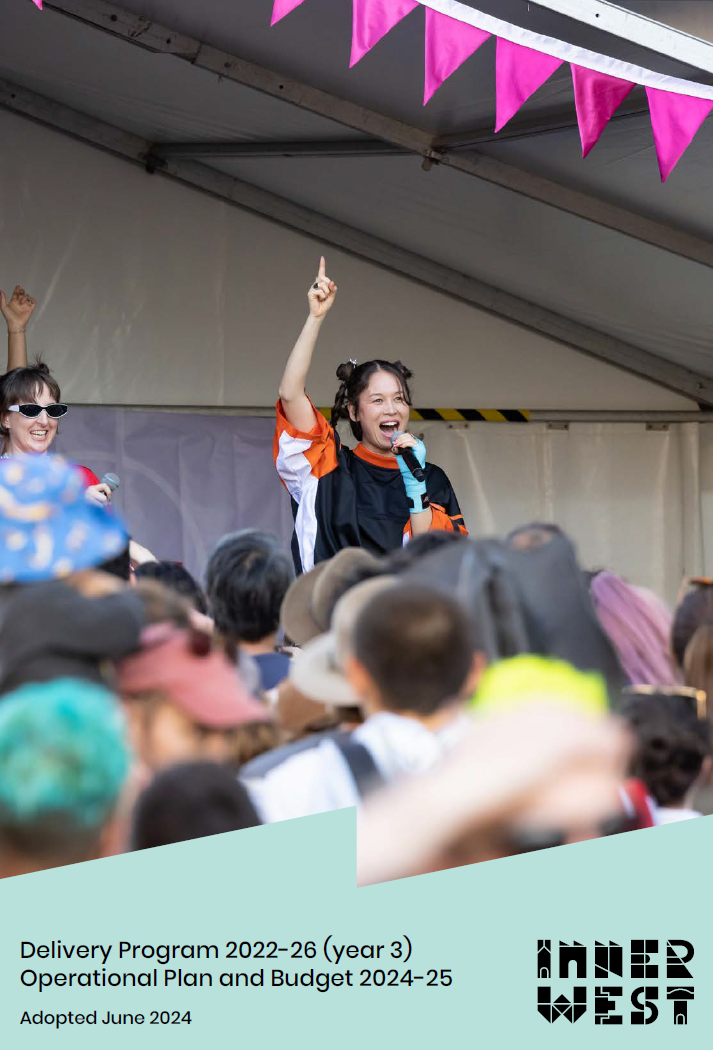 Delivery Program 2022-26 (year 3)
Operational Plan and Budget 2024-25
Adopted June 2024
INNER
WEST